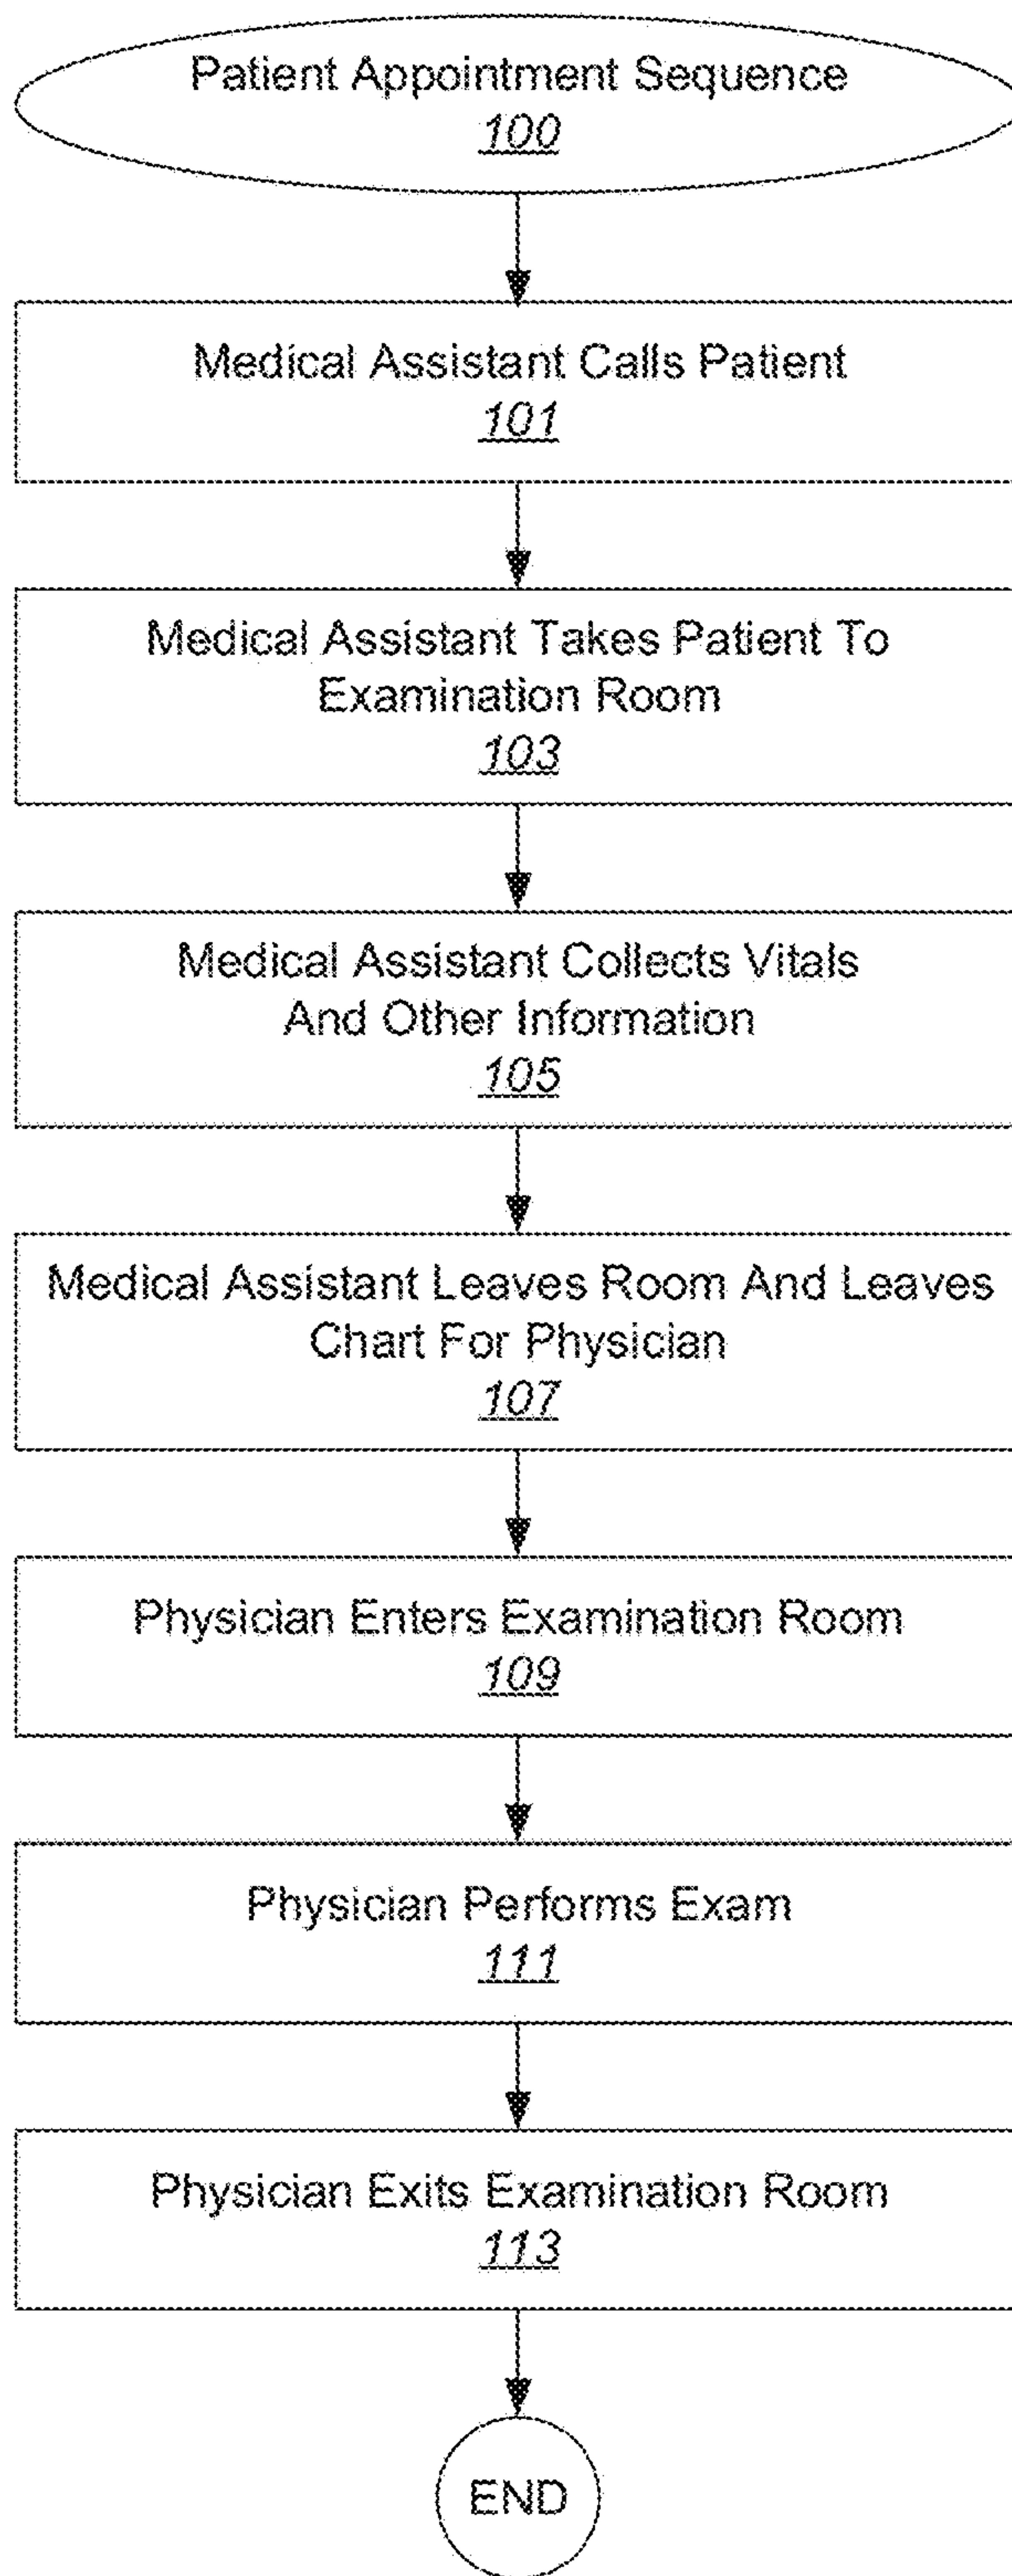 Patient Appointment Sequence
100
Medical Assistant Calls Patient
101
Medical Assistant Takes Patient To
Examination Room
103
Medical Assistant Collects Vitals
And Other Information
105
Medical Assistant Leaves Room And Leaves
Chart For Physician
107
Physician Enters Examination Room
109
Physician Performs Exam
111
Physician Exits Examination Room
113
END